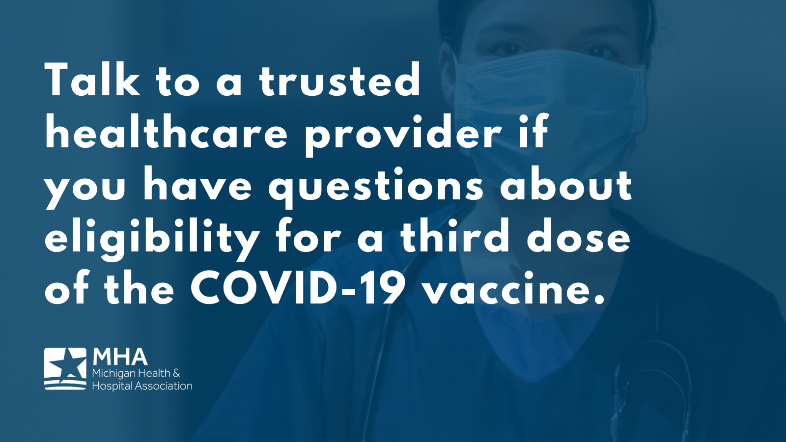 Talk to a trusted
healthcare provider if
you have questions about
eligibility for a third dose
of the COVID-19 vaccine.
MHA
Michigan Health &
Hospital Association